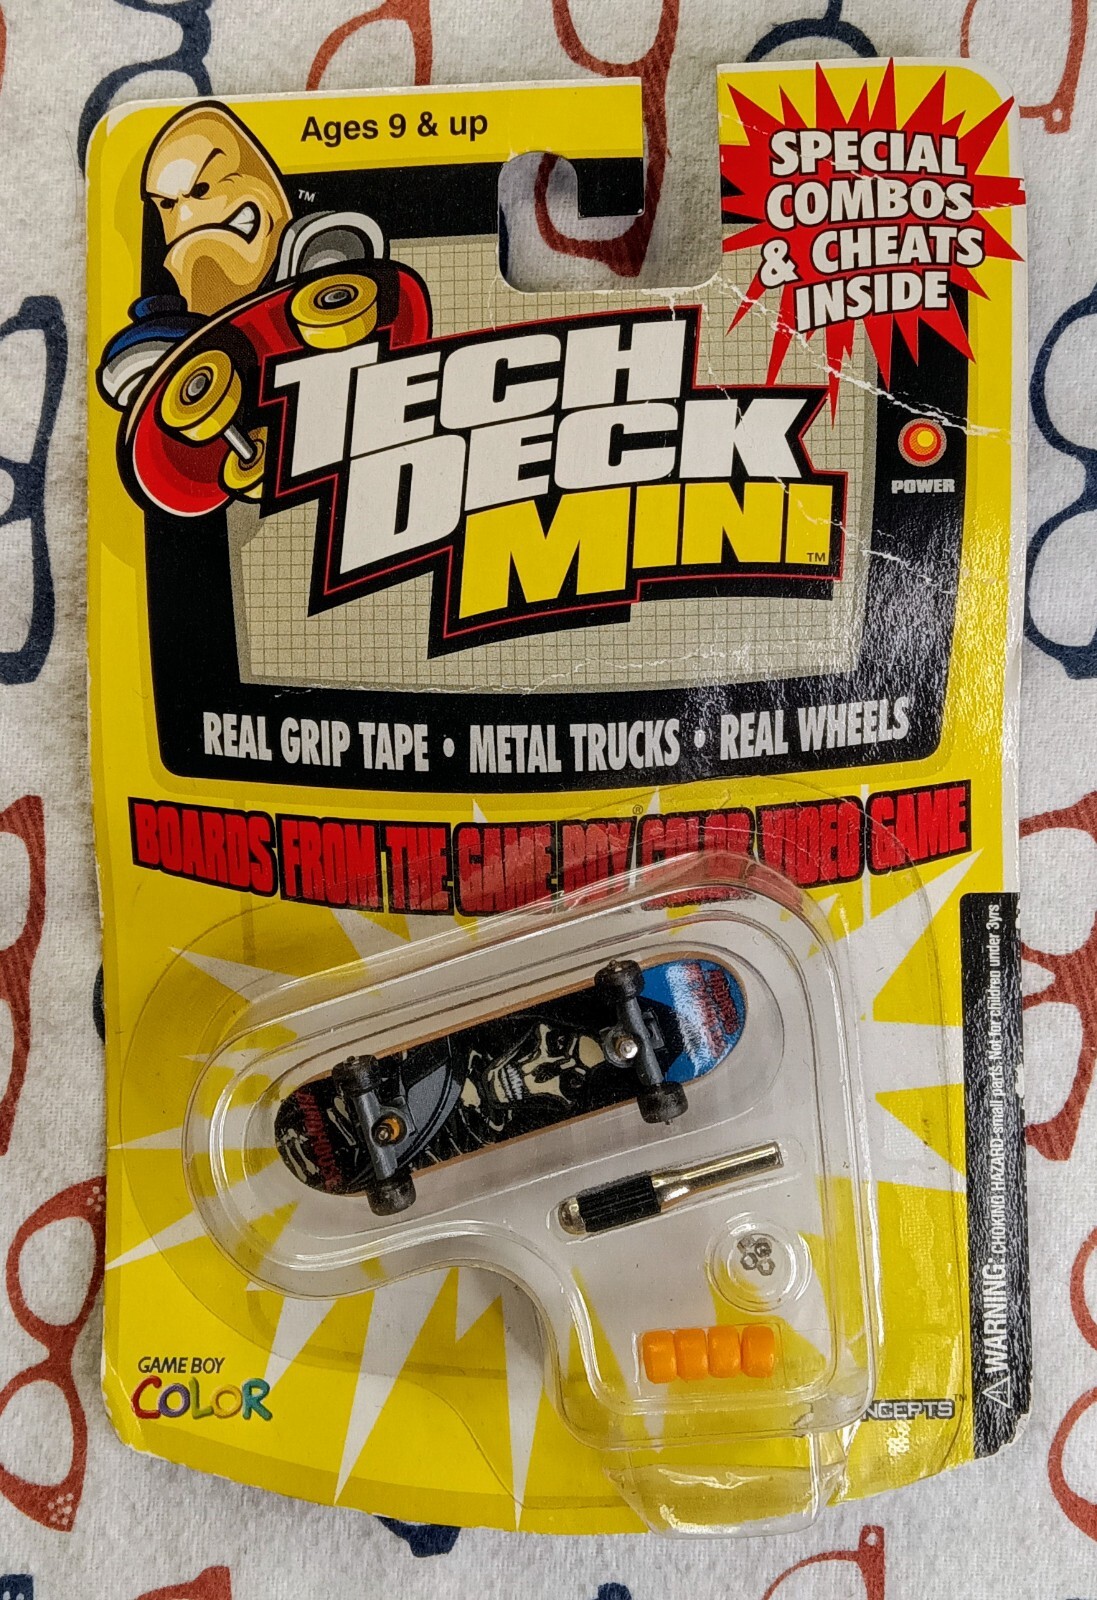 Ages 9 & up
SPECIAL
COMBOS
& CHEATS
INSIDE
TM
TECH
DECK
MINI
TM
POWER
REAL GRIP TAPE • METAL TRUCKS • REAL WHEELS
BOARDS FROM THE GAME BOY® COLOR VIDEO GAME
⚠WARNING: CHOKING HAZARD-small parts. Not for children under 3yrs
GAME BOY
COLOR
NCEPTS™